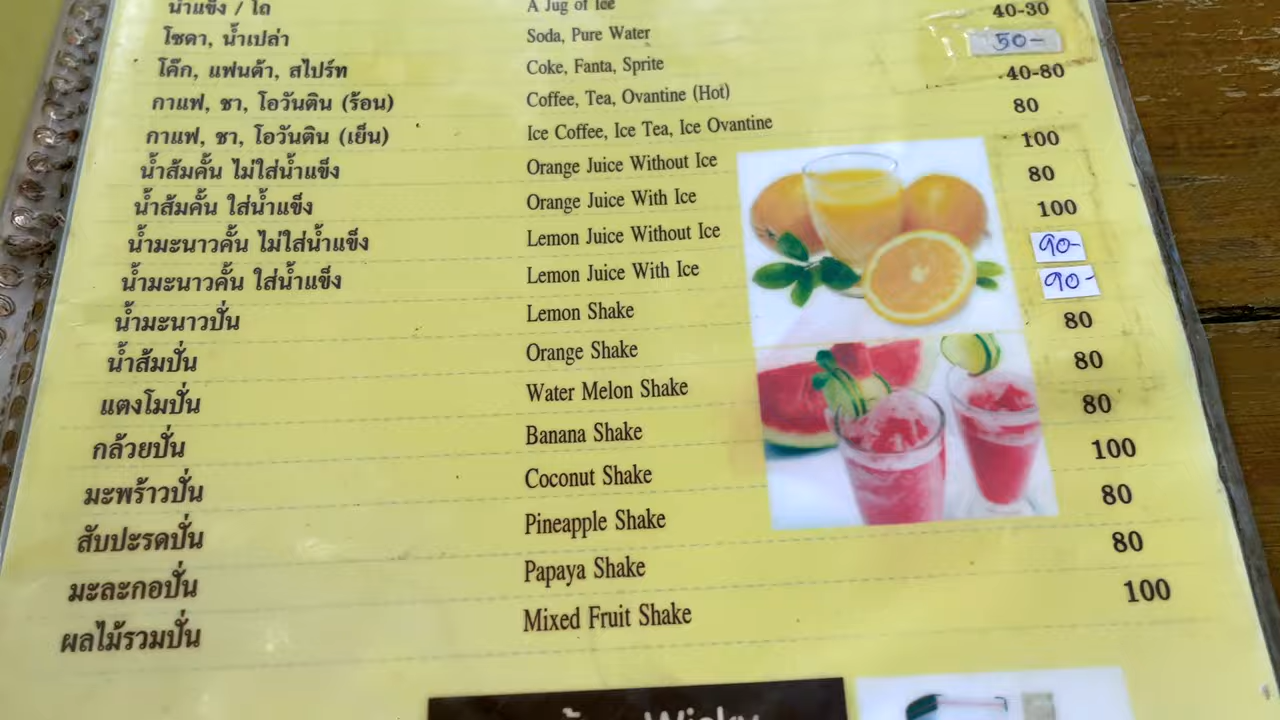 น้ำแข็ง / โถ A Jug of Ice
โซดา, น้ำเปล่า Soda, Pure Water 40-30
โค๊ก, แฟนต้า, สไปร์ท Coke, Fanta, Sprite 50-
กาแฟ, ชา, โอวันติน (ร้อน) Coffee, Tea, Ovantine (Hot) 40-80
กาแฟ, ชา, โอวันติน (เย็น) Ice Coffee, Ice Tea, Ice Ovantine 80
น้ำส้มคั้น ไม่ใส่น้ำแข็ง Orange Juice Without Ice 100
น้ำส้มคั้น ใส่น้ำแข็ง Orange Juice With Ice 80
น้ำมะนาวคั้น ไม่ใส่น้ำแข็ง Lemon Juice Without Ice 100
น้ำมะนาวคั้น ใส่น้ำแข็ง Lemon Juice With Ice 90-
น้ำมะนาวปั่น Lemon Shake 90-
น้ำส้มปั่น Orange Shake 80
แตงโมปั่น Water Melon Shake 80
กล้วยปั่น Banana Shake 80
มะพร้าวปั่น Coconut Shake 100
สับปะรดปั่น Pineapple Shake 80
มะละกอปั่น Papaya Shake 80
ผลไม้รวมปั่น Mixed Fruit Shake 100
Wisky